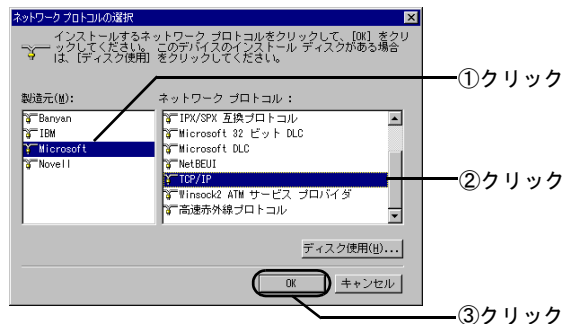 ネットワーク プロトコルの選択
インストールするネットワーク プロトコルをクリックして、[OK] をクリ
ックしてください。 このデバイスのインストール ディスクがある場合
は、[ディスク使用] をクリックしてください。
①クリック
製造元(M):
ネットワーク プロトコル :
Banyan
IBM
Microsoft
Novell
IPX/SPX 互換プロトコル
Microsoft 32 ビット DLC
Microsoft DLC
NetBEUI
TCP/IP
Winsock2 ATM サービス プロバイダ
高速赤外線プロトコル
②クリック
ディスク使用(H)...
OK
キャンセル
③クリック